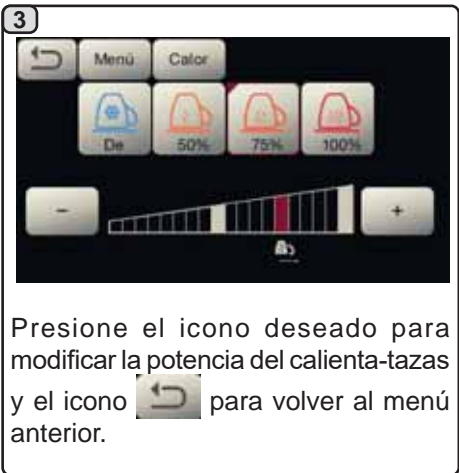 3
Menú Calor
De 50% 75% 100%
- +
Presione el icono deseado para
modificar la potencia del calienta-tazas
y el icono para volver al menú
anterior.